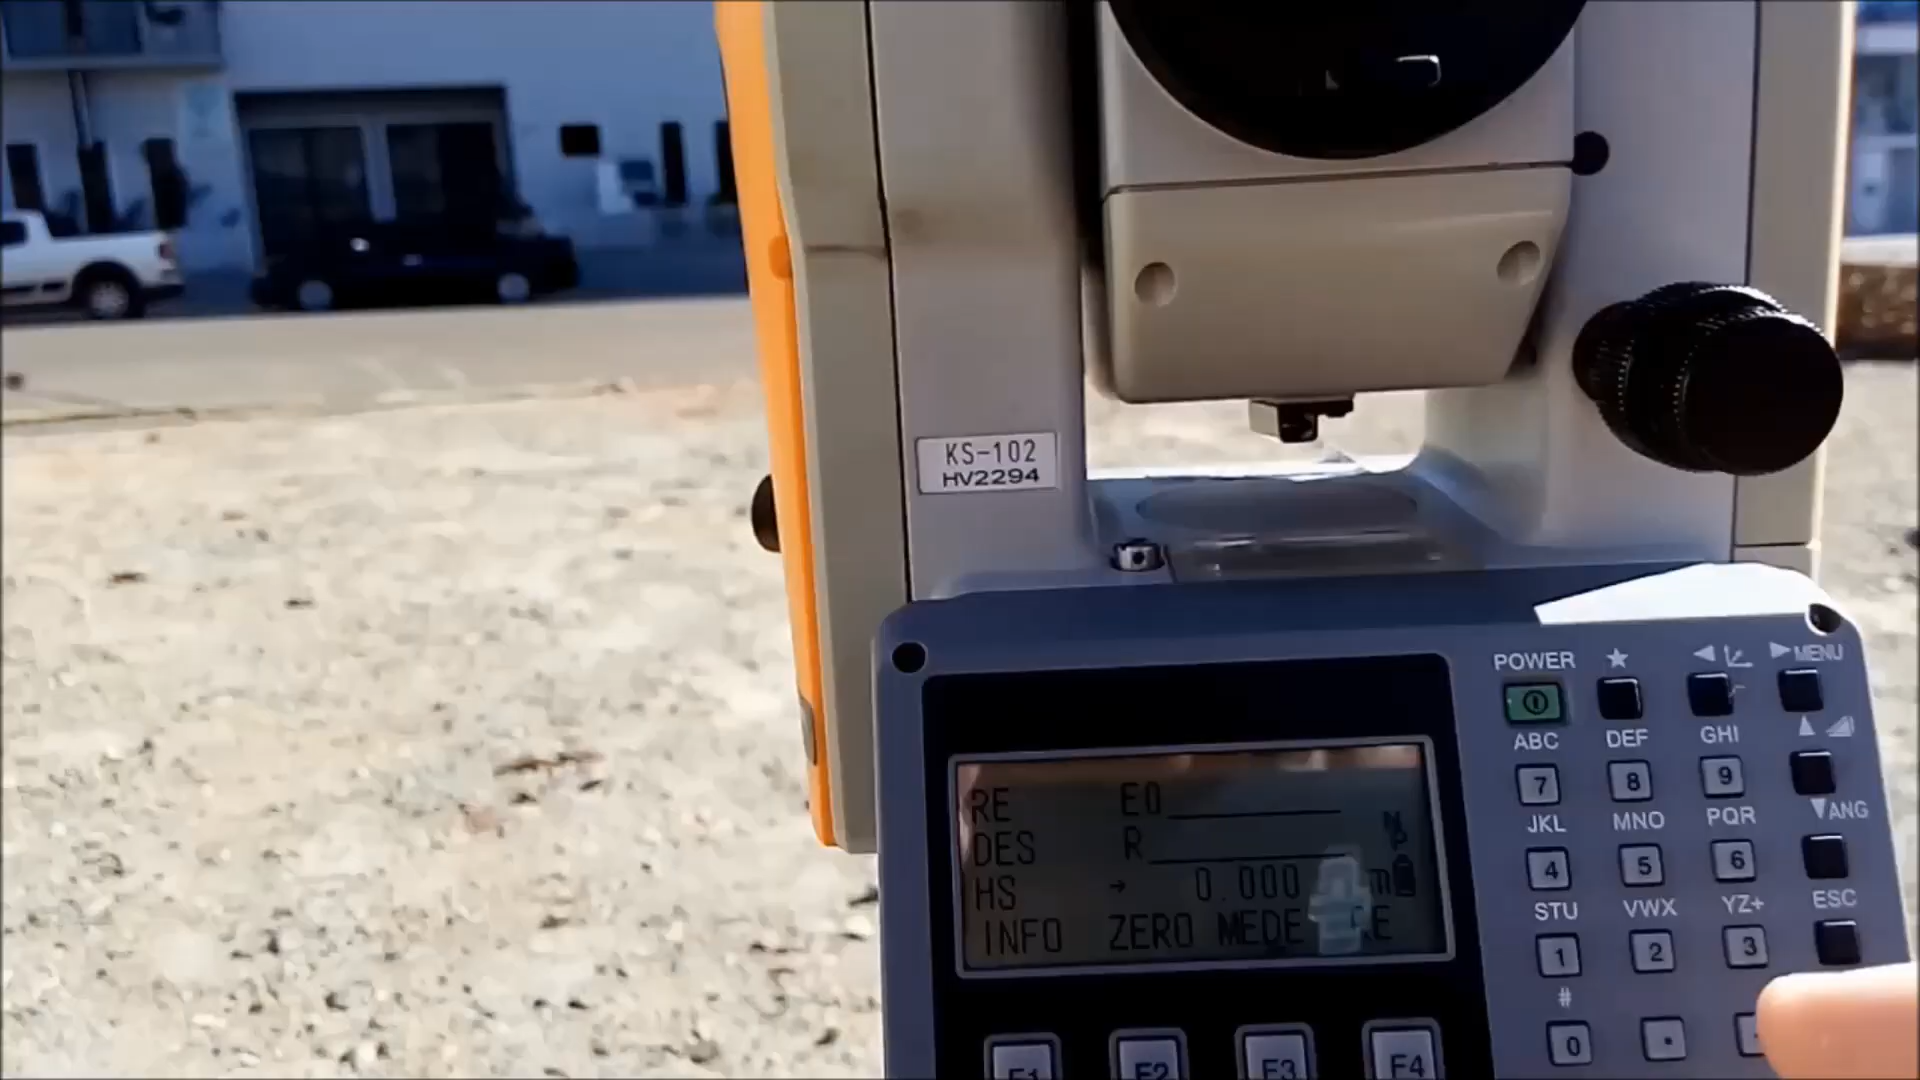 KS-102
HV2294
POWER ★ ◀ ▶MENU
ABC DEF GHI ▲
7 8 9
JKL MNO PQR ▼ANG
4 5 6
STU VWX YZ+ ESC
1 2 3
#
0 .
RE E0
DES R
HS → 0.000 m
INFO ZERO MEDE
F1 F2 F3 F4